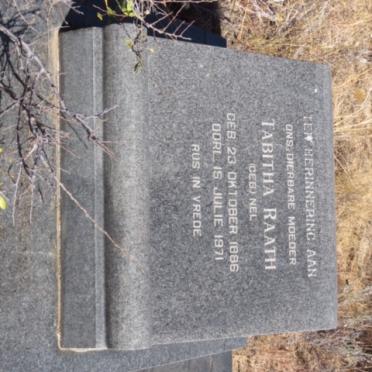 TER HERINNERING AAN
ONS DIERBARE MOEDER
TABITHA RAATH
(GEB) NEL
GEB. 23 OKTOBER 1886
OORL. 15 JULIE 1971
RUS IN VREDE